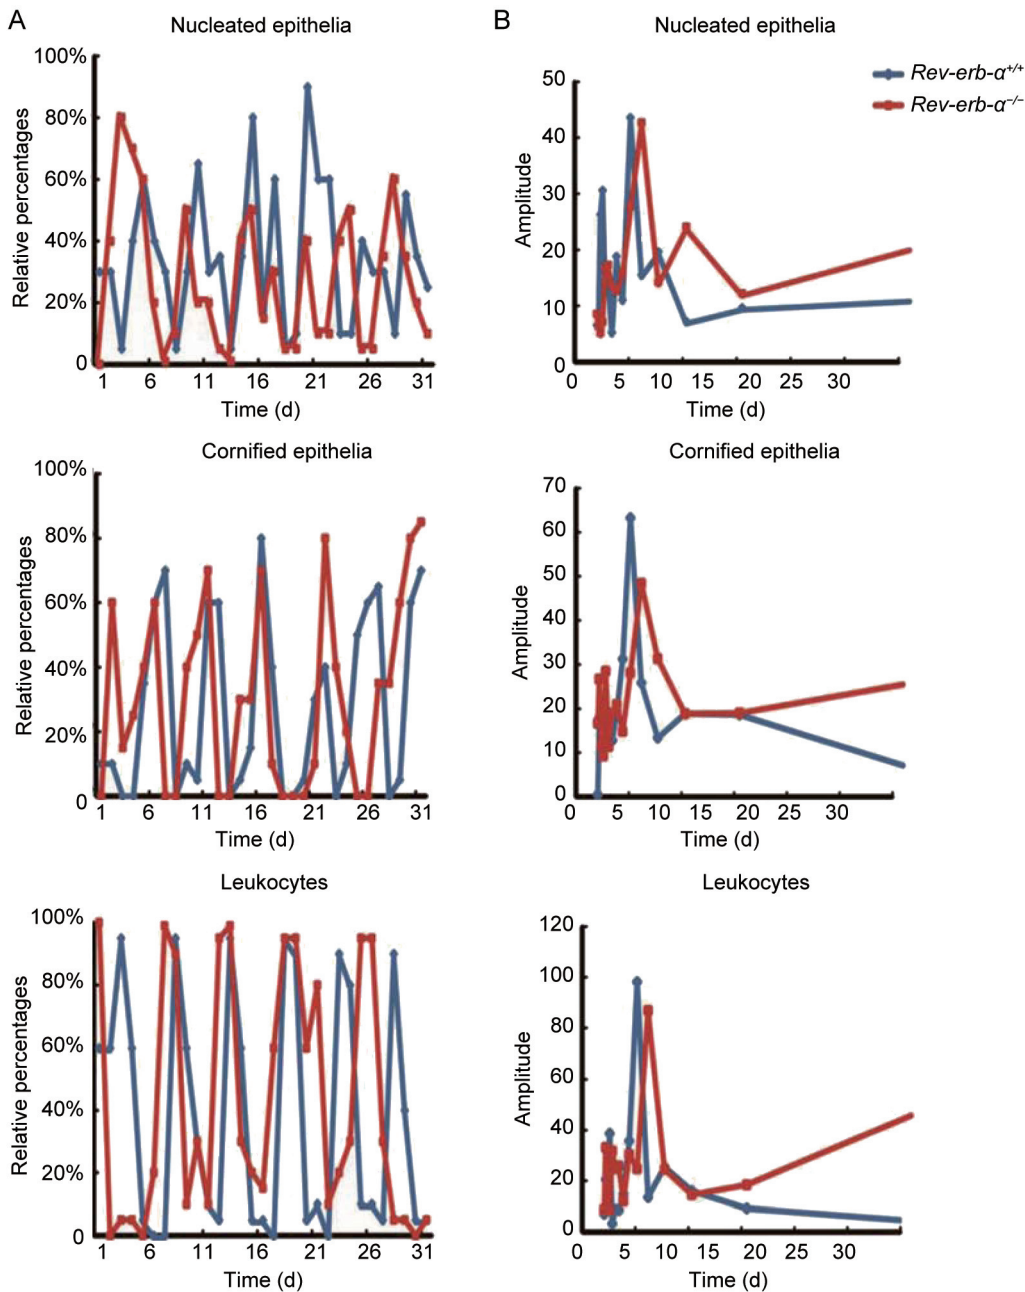 A
Nucleated epithelia
Relative percentages
100%
80%
60%
40%
20%
0
1 6 11 16 21 26 31
Time (d)
B
Nucleated epithelia
Rev-erb-α+/+
Rev-erb-α−/−
Amplitude
50
40
30
20
10
0
0 5 10 15 20 25 30
Time (d)
Cornified epithelia
Relative percentages
100%
80%
60%
40%
20%
0
1 6 11 16 21 26 31
Time (d)
Cornified epithelia
Amplitude
70
60
50
40
30
20
10
0
0 5 10 15 20 25 30
Time (d)
Leukocytes
Relative percentages
100%
80%
60%
40%
20%
0
1 6 11 16 21 26 31
Time (d)
Leukocytes
Amplitude
120
100
80
60
40
20
0
0 5 10 15 20 25 30
Time (d)